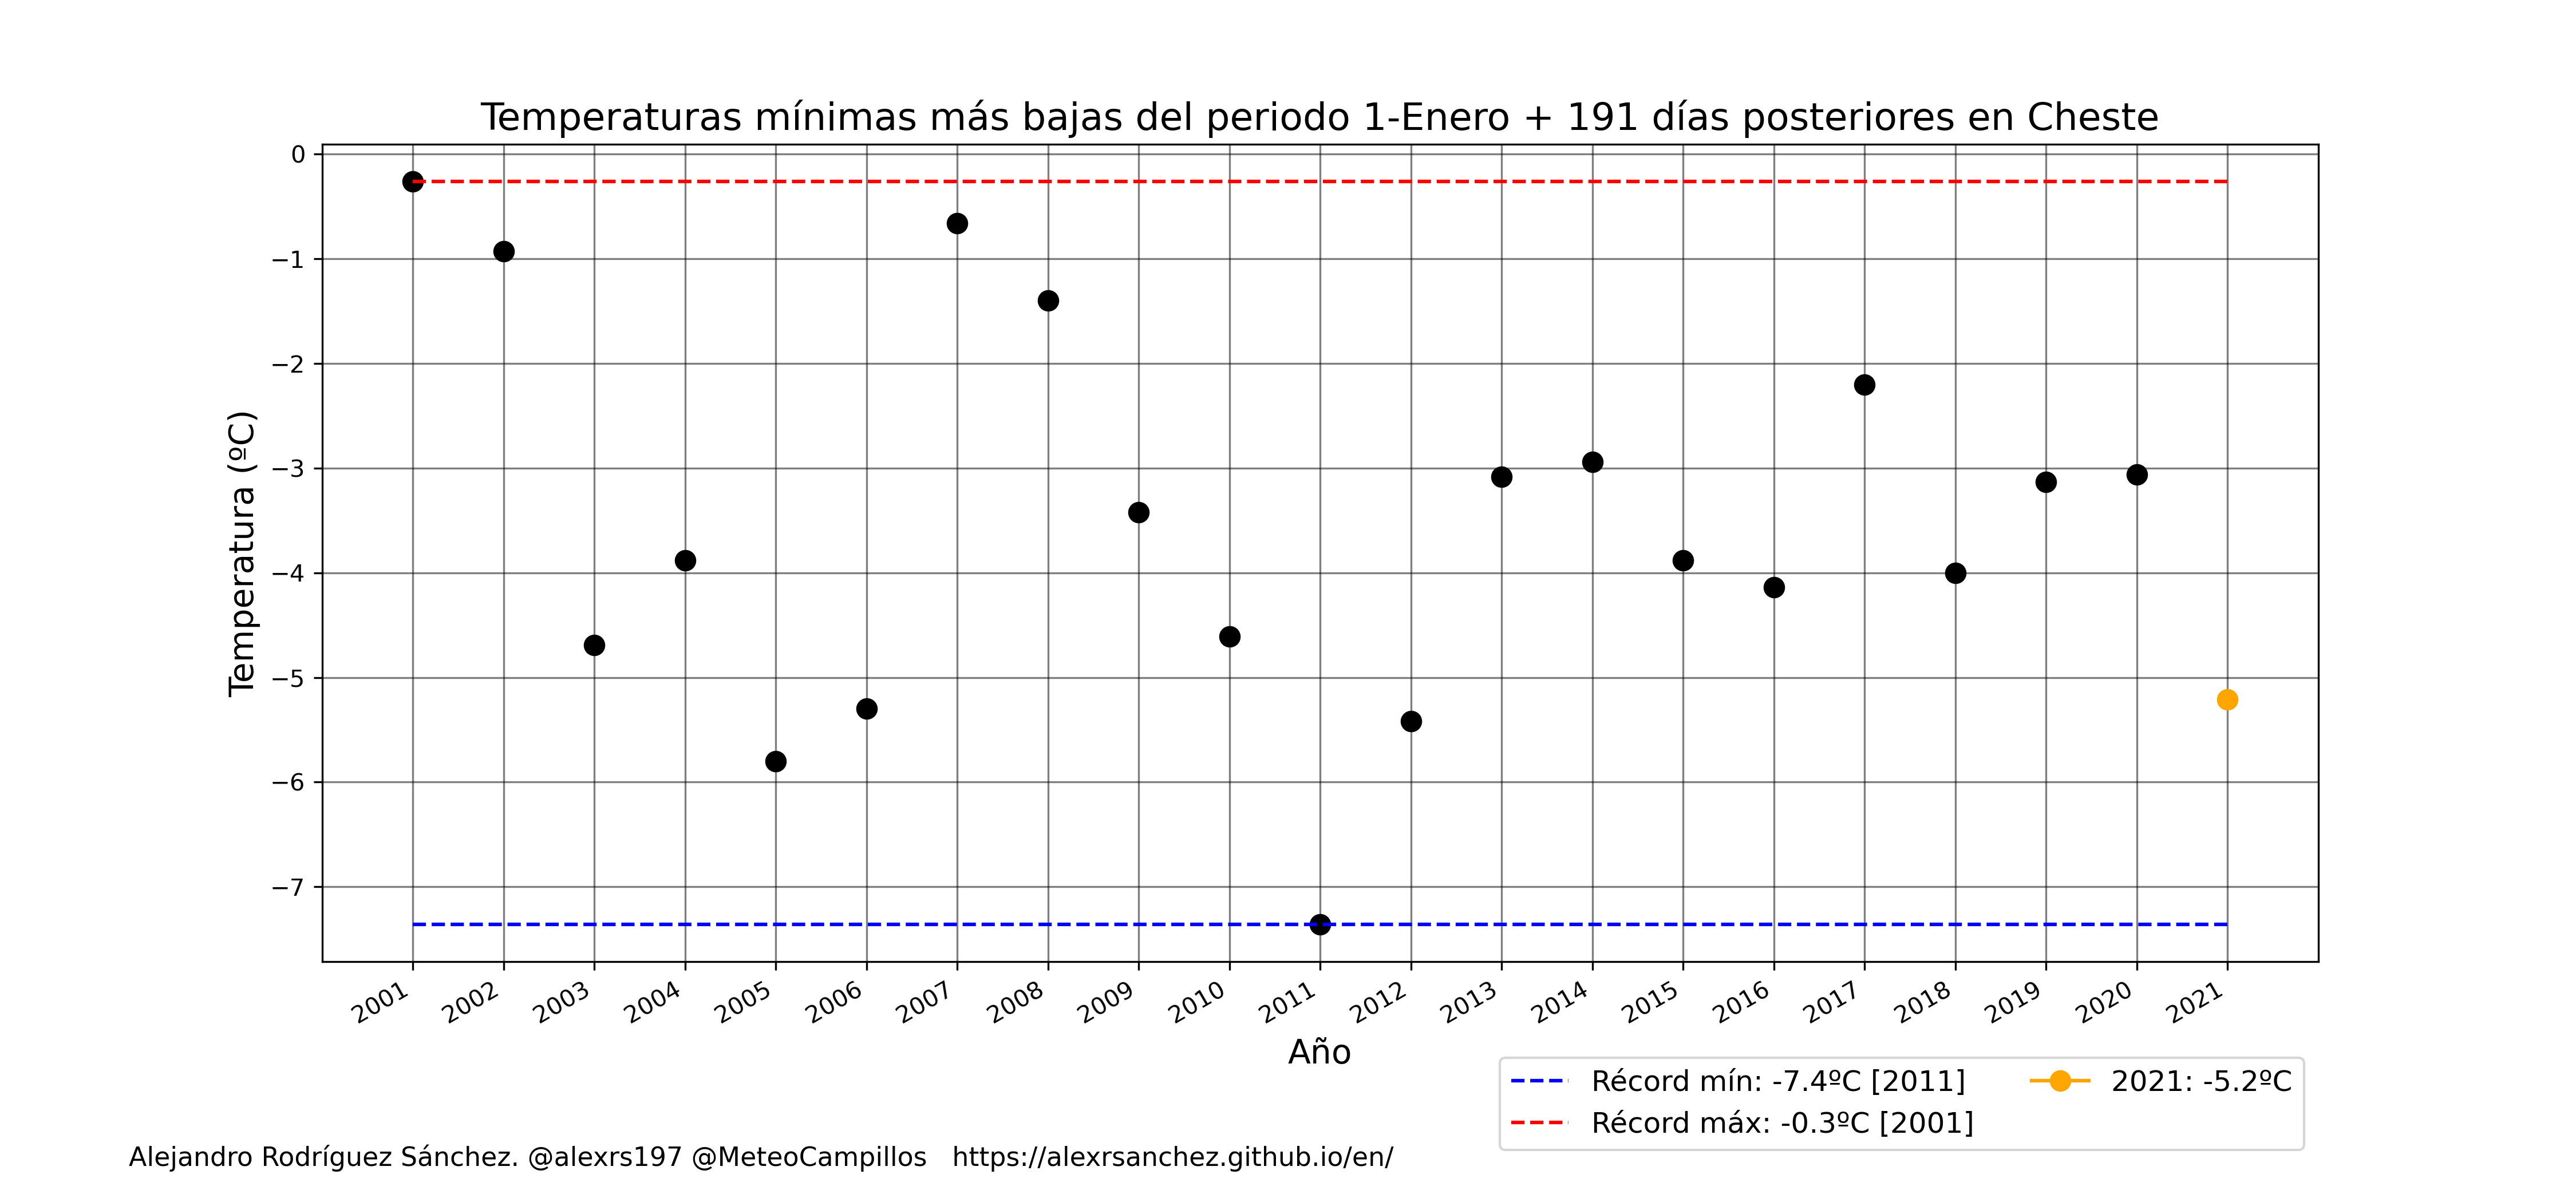 Temperaturas mínimas más bajas del periodo 1-Enero + 191 días posteriores en Cheste
Temperatura (ºC)
0
−1
−2
−3
−4
−5
−6
−7
2001 2002 2003 2004 2005 2006 2007 2008 2009 2010 2011 2012 2013 2014 2015 2016 2017 2018 2019 2020 2021
Año
Récord mín: -7.4ºC [2011]
Récord máx: -0.3ºC [2001]
2021: -5.2ºC
Alejandro Rodríguez Sánchez. @alexrs197 @MeteoCampillos https://alexrsanchez.github.io/en/